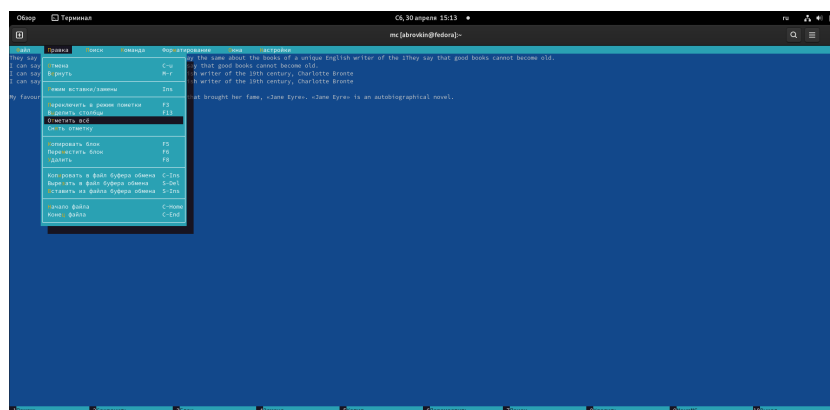 Обзор Терминал Сб, 30 апреля 15:13 ru
mc [abrovkin@fedora]:~
Файл Правка Поиск Команда Форматирование Окна Настройка
They say
ay the same about the books of a unique English writer of the 1They say that good books cannot become old.
I can say
ay that good books cannot become old.
I can say
sh writer of the 19th century, Charlotte Bronte
I can say
sh writer of the 19th century, Charlotte Bronte
My favour
that brought her fame, «Jane Eyre». «Jane Eyre» is an autobiographical novel.
Отмена C-u
Вернуть M-r
Режим вставки/замены Ins
Переключить в режим пометки F3
Выделить столбцы F13
Отметить всё
Снять отметку
Копировать блок F5
Переместить блок F6
Удалить F8
Копировать в файл буфера обмена C-Ins
Вырезать в файл буфера обмена S-Del
Вставить из файла буфера обмена S-Ins
Начало файла C-Home
Конец файла C-End